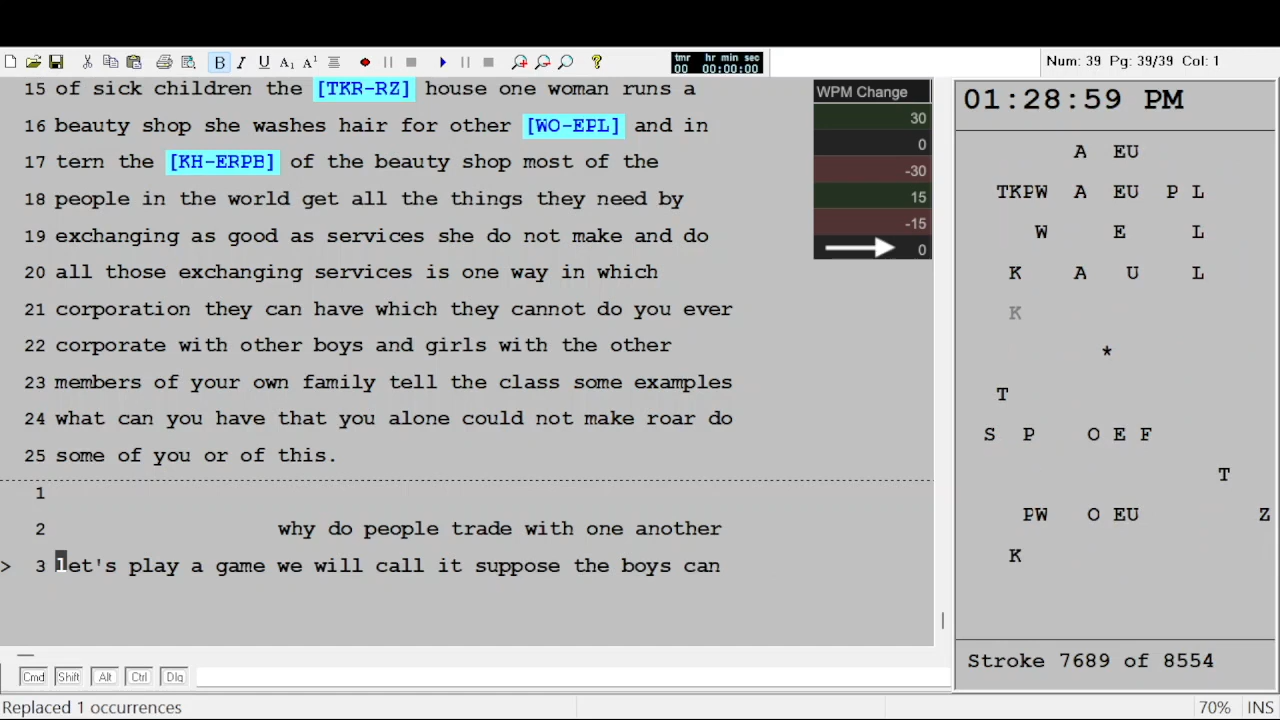 tmr hr min sec
00 00:00:00
Num: 39 Pg: 39/39 Col: 1
15 of sick children the [TKR-RZ] house one woman runs a
16 beauty shop she washes hair for other [WO-EPL] and in
17 tern the [KH-ERPB] of the beauty shop most of the
18 people in the world get all the things they need by
19 exchanging as good as services she do not make and do
20 all those exchanging services is one way in which
21 corporation they can have which they cannot do you ever
22 corporate with other boys and girls with the other
23 members of your own family tell the class some examples
24 what can you have that you alone could not make roar do
25 some of you or of this.
1
2 why do people trade with one another
> 3 let's play a game we will call it suppose the boys can
WPM Change
30
0
-30
15
-15
0
01:28:59 PM
A EU
TKPW A EU P L
W E L
K A U L
K
*
T
S P O E F
T
PW O EU Z
K
Stroke 7689 of 8554
Cmd Shift Alt Ctrl Dlg
Replaced 1 occurrences
70% INS